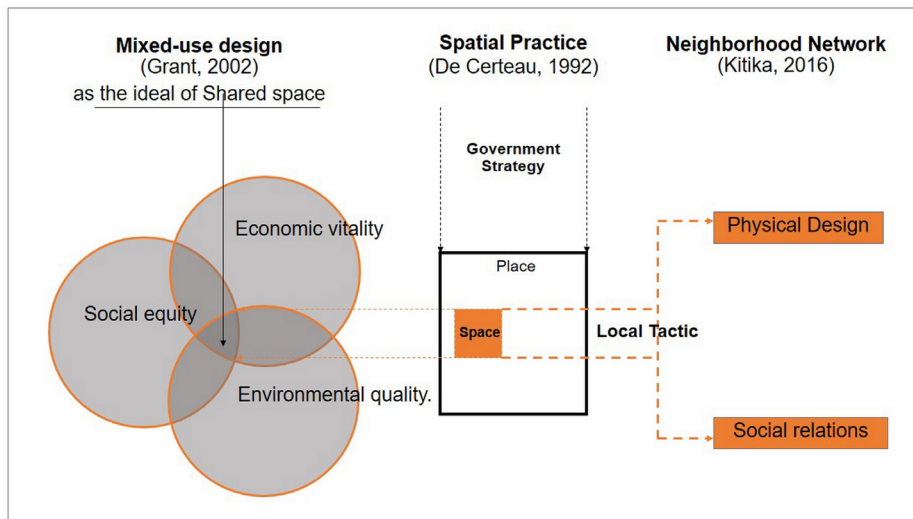 Mixed-use design
(Grant, 2002)
as the ideal of Shared space
Economic vitality
Social equity
Environmental quality.
Spatial Practice
(De Certeau, 1992)
Government
Strategy
Place
Space
Local Tactic
Neighborhood Network
(Kitika, 2016)
Physical Design
Social relations